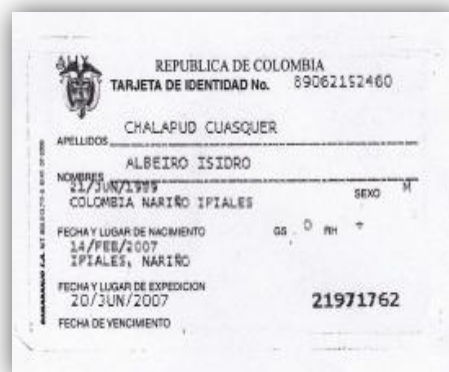 REPUBLICA DE COLOMBIA
TARJETA DE IDENTIDAD No. 89062152460
CHALAPUD CUASQUER
APELLIDOS
ALBEIRO ISIDRO
NOMBRES
21/JUN/1989 SEXO M
COLOMBIA NARIÑO IPIALES
FECHA Y LUGAR DE NACIMIENTO GS O RH +
14/FEB/2007
IPIALES, NARIÑO
FECHA Y LUGAR DE EXPEDICION
20/JUN/2007 21971762
FECHA DE VENCIMIENTO